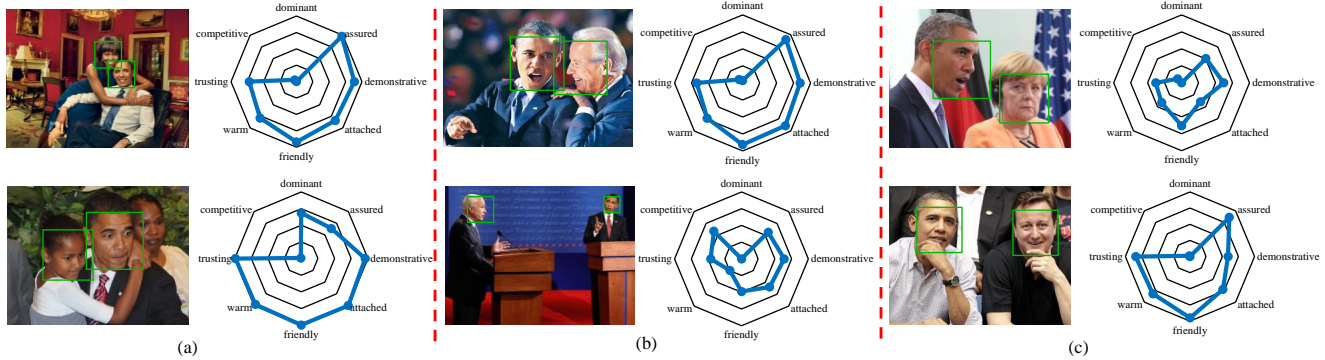 dominant
competitive
assured
trusting
demonstrative
warm
attached
friendly
dominant
competitive
assured
trusting
demonstrative
warm
attached
friendly
dominant
competitive
assured
trusting
demonstrative
warm
attached
friendly
dominant
competitive
assured
trusting
demonstrative
warm
attached
friendly
dominant
competitive
assured
trusting
demonstrative
warm
attached
friendly
dominant
competitive
assured
trusting
demonstrative
warm
attached
friendly
(a)
(b)
(c)